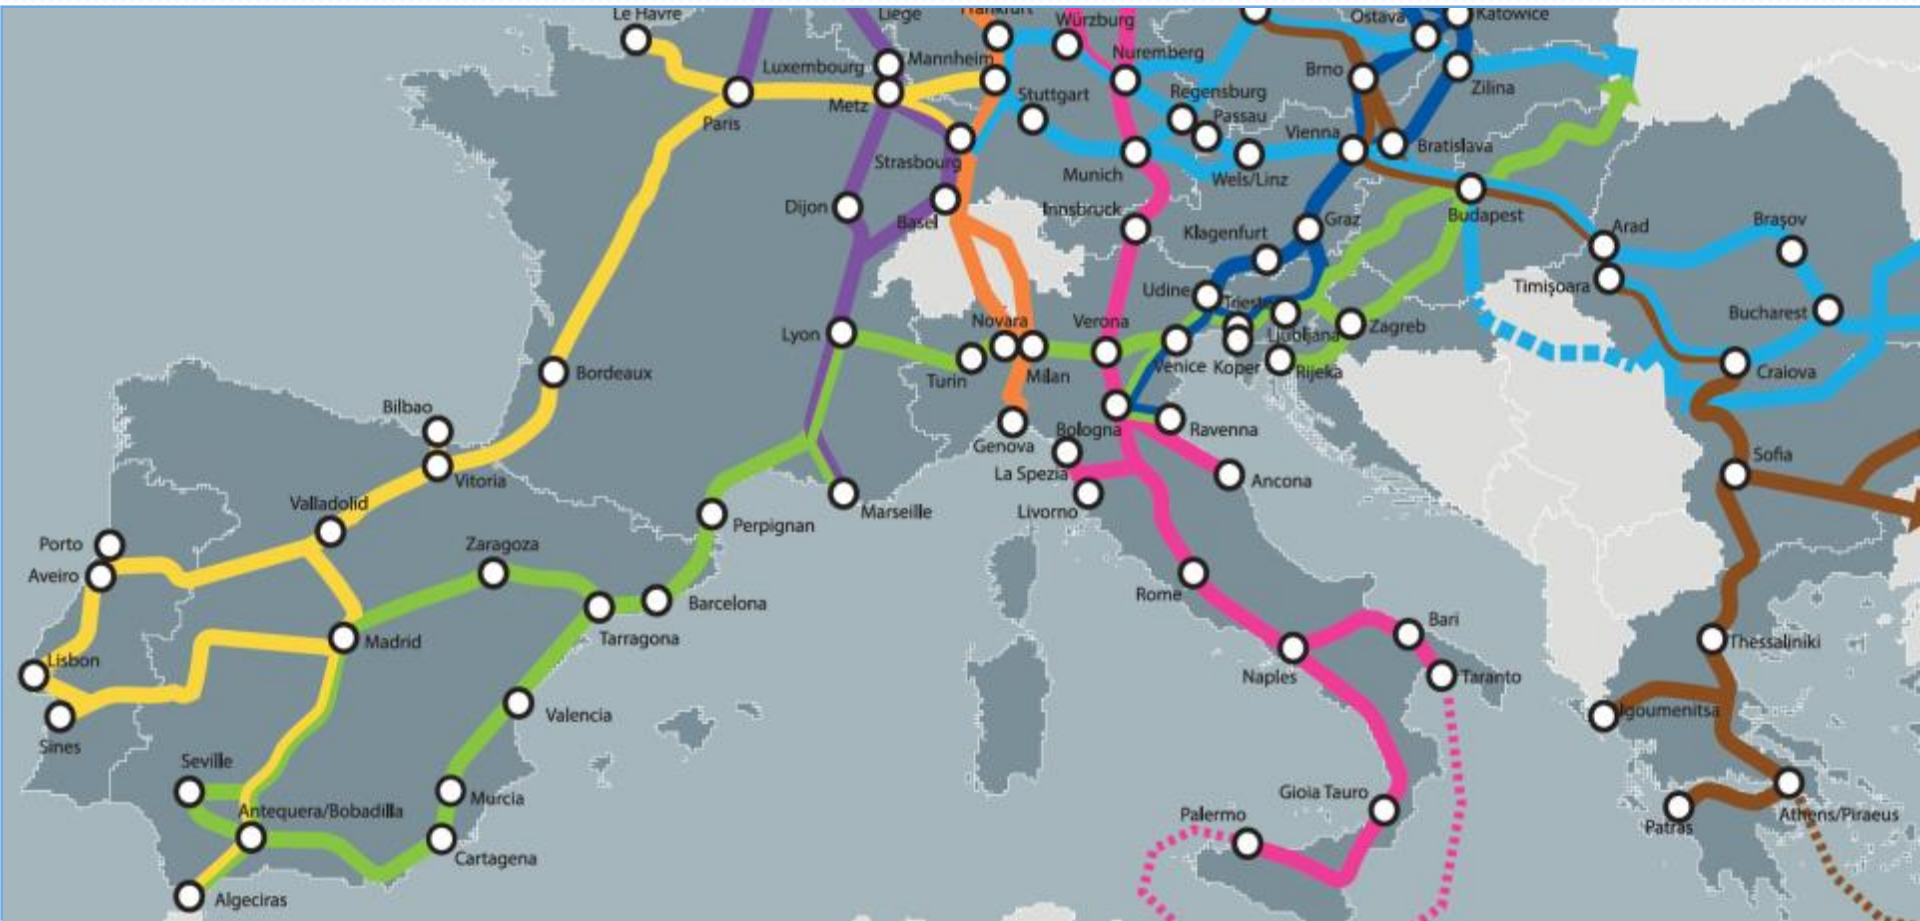 Le Havre
Liege
Frankfurt
Würzburg
Ostava
Katowice
Luxembourg
Mannheim
Nuremberg
Brno
Zilina
Metz
Stuttgart
Regensburg
Paris
Passau
Vienna
Bratislava
Strasbourg
Munich
Wels/Linz
Dijon
Basel
Innsbruck
Budapest
Klagenfurt
Graz
Arad
Braşov
Udine
Trieste
Timişoara
Lyon
Novara
Verona
Ljubljana
Zagreb
Bucharest
Turin
Milan
Venice
Koper
Rijeka
Craiova
Bordeaux
Bilbao
Genova
Bologna
Ravenna
La Spezia
Ancona
Sofia
Vitoria
Valladolid
Perpignan
Marseille
Livorno
Porto
Zaragoza
Aveiro
Rome
Barcelona
Tarragona
Bari
Madrid
Thessaliniki
Lisbon
Naples
Taranto
Valencia
Igoumenitsa
Sines
Seville
Murcia
Gioia Tauro
Antequera/Bobadilla
Palermo
Athens/Piraeus
Patras
Cartagena
Algeciras